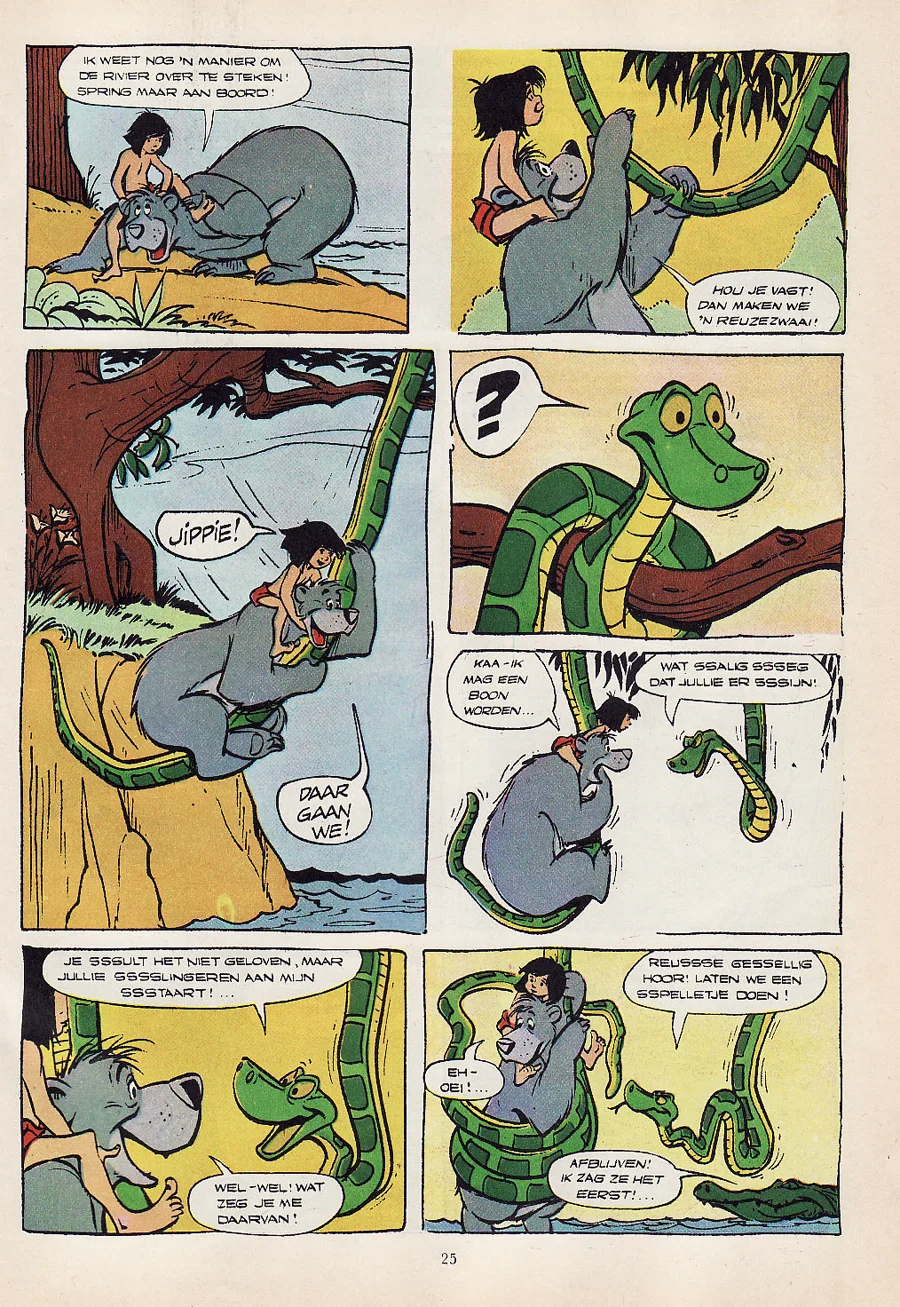 IK WEET NOG 'N MANIER OM
DE RIVIER OVER TE STEKEN!
SPRING MAAR AAN BOORD!
HOU JE VAST!
DAN MAKEN WE
'N REUZEZWAAI!
JIPPIE!
DAAR
GAAN
WE!
?
KAA-IK
MAG EEN
BOON
WORDEN...
WAT SSALIG SSSEG
DAT JULLIE ER SSSIJN!
JE SSSULT HET NIET GELOVEN, MAAR
JULLIE SSSSLINGEREN AAN MIJN
SSSTAART!...
WEL-WEL! WAT
ZEG JE ME
DAARVAN!
REUSSSE GESSELLIG
HOOR! LATEN WE EEN
SSPELLETJE DOEN!
EH-
OEI!...
AFBLIJVEN!
IK ZAG ZE HET
EERST!...
25